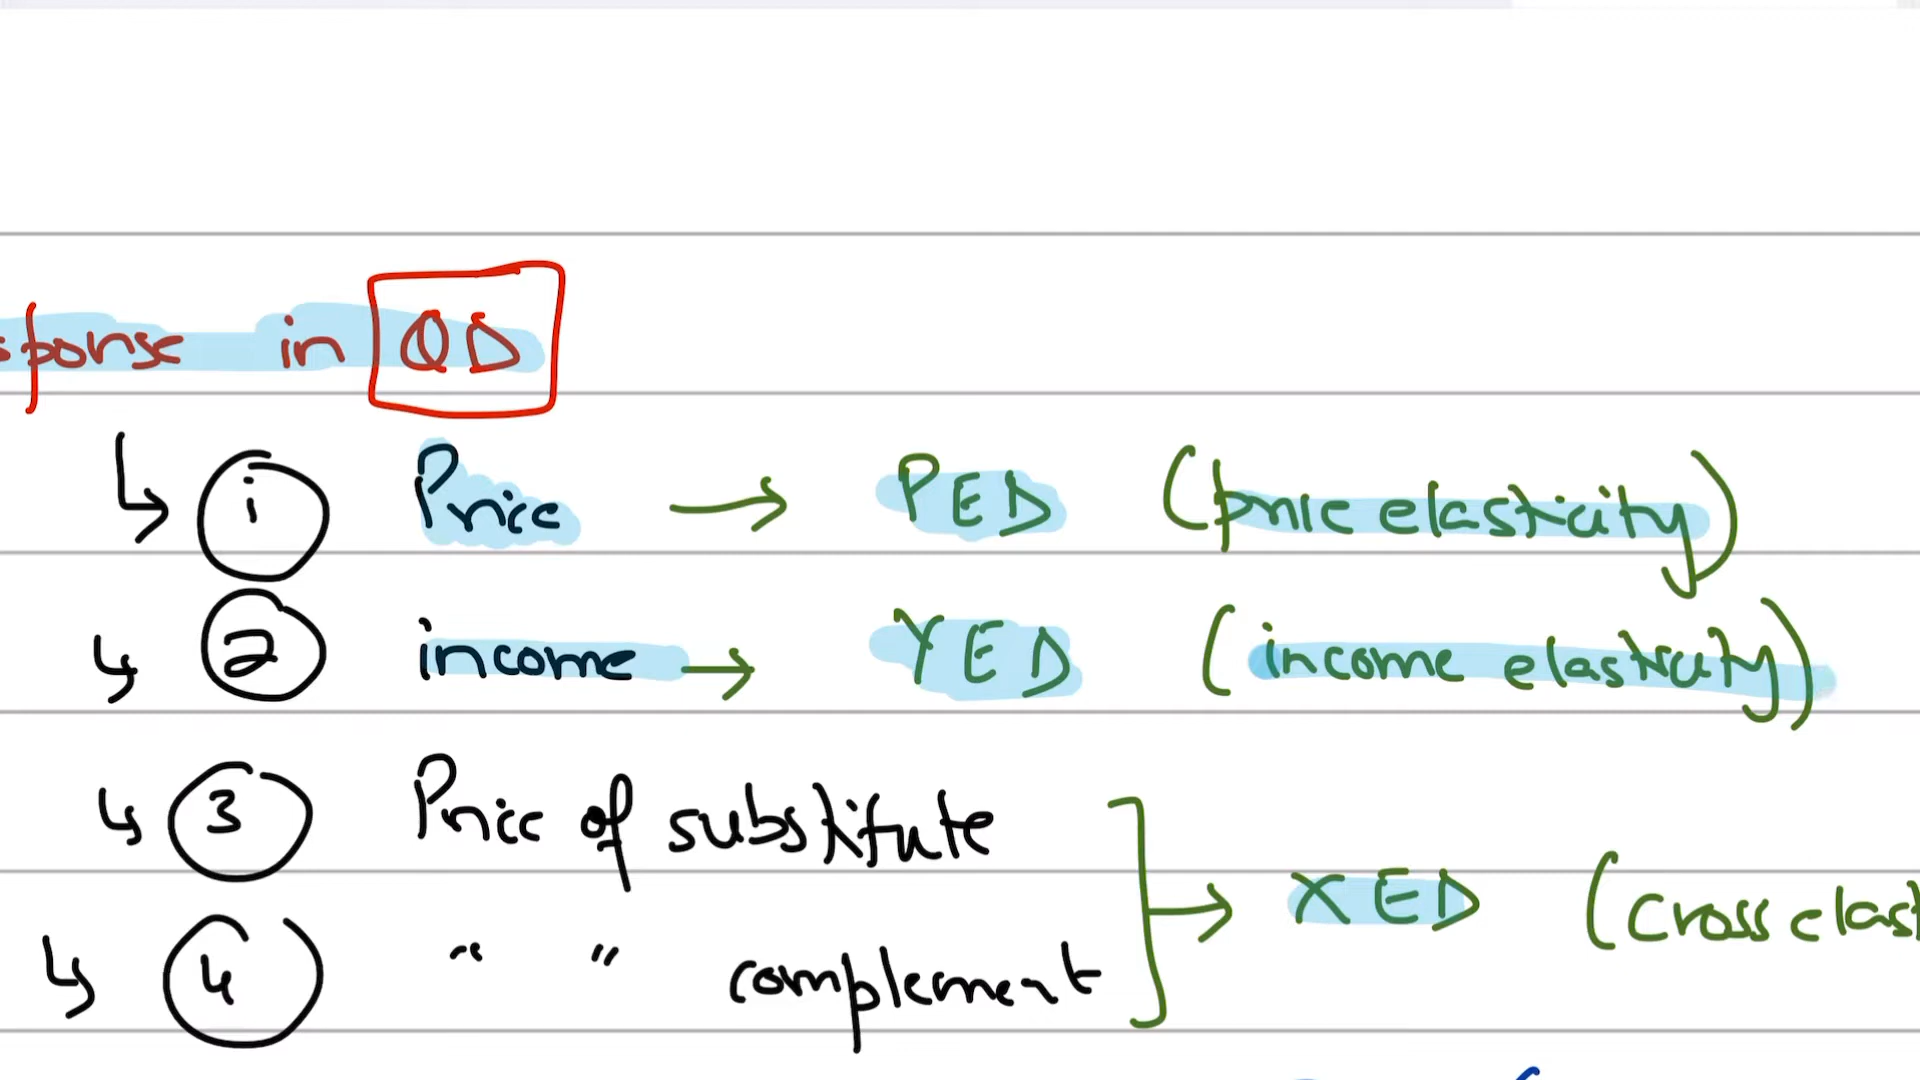 sponse in QD
i Price → PED (price elasticity)
2 income → YED (income elasticity)
3 Price of substitute
→ XED (cross elast
4 " " complement